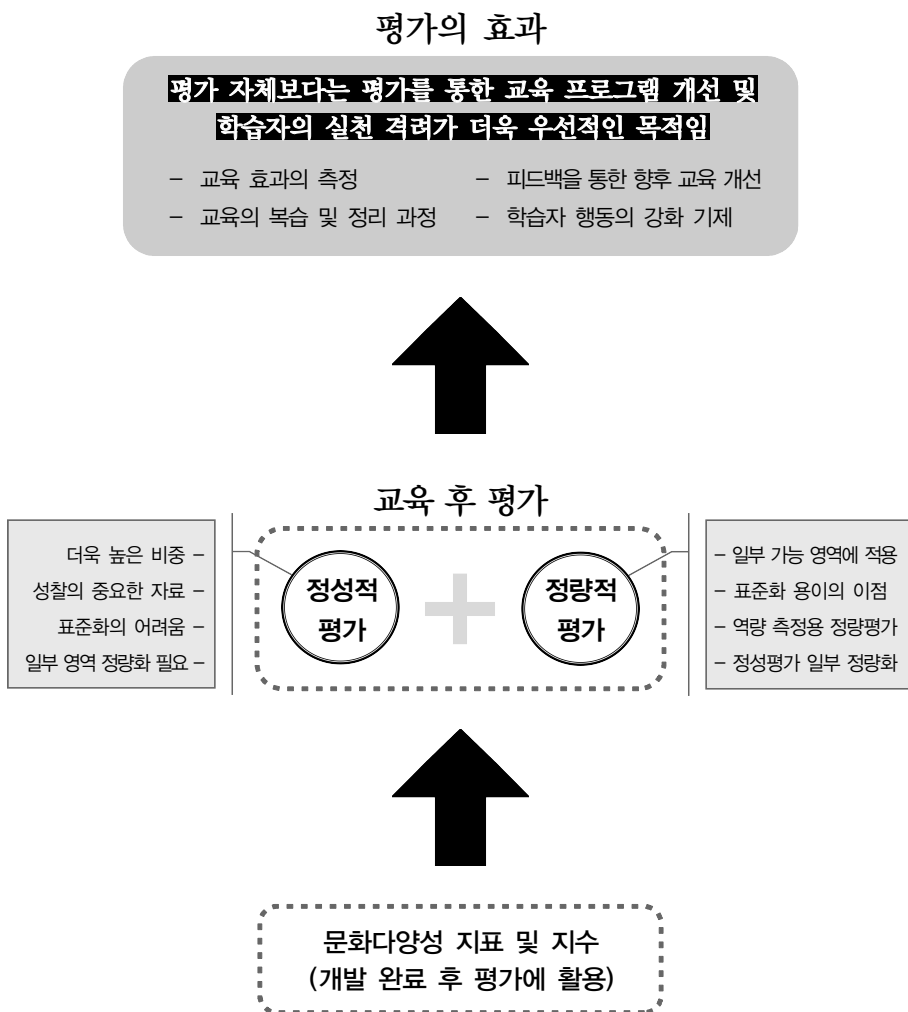 평가의 효과
평가 자체보다는 평가를 통한 교육 프로그램 개선 및
학습자의 실천 격려가 더욱 우선적인 목적임
- 교육 효과의 측정
- 교육의 복습 및 정리 과정
- 피드백을 통한 향후 교육 개선
- 학습자 행동의 강화 기제
교육 후 평가
더욱 높은 비중 -
성찰의 중요한 자료 -
표준화의 어려움 -
일부 영역 정량화 필요 -
정성적
평가
+
정량적
평가
- 일부 가능 영역에 적용
- 표준화 용이의 이점
- 역량 측정용 정량평가
- 정성평가 일부 정량화
문화다양성 지표 및 지수
(개발 완료 후 평가에 활용)